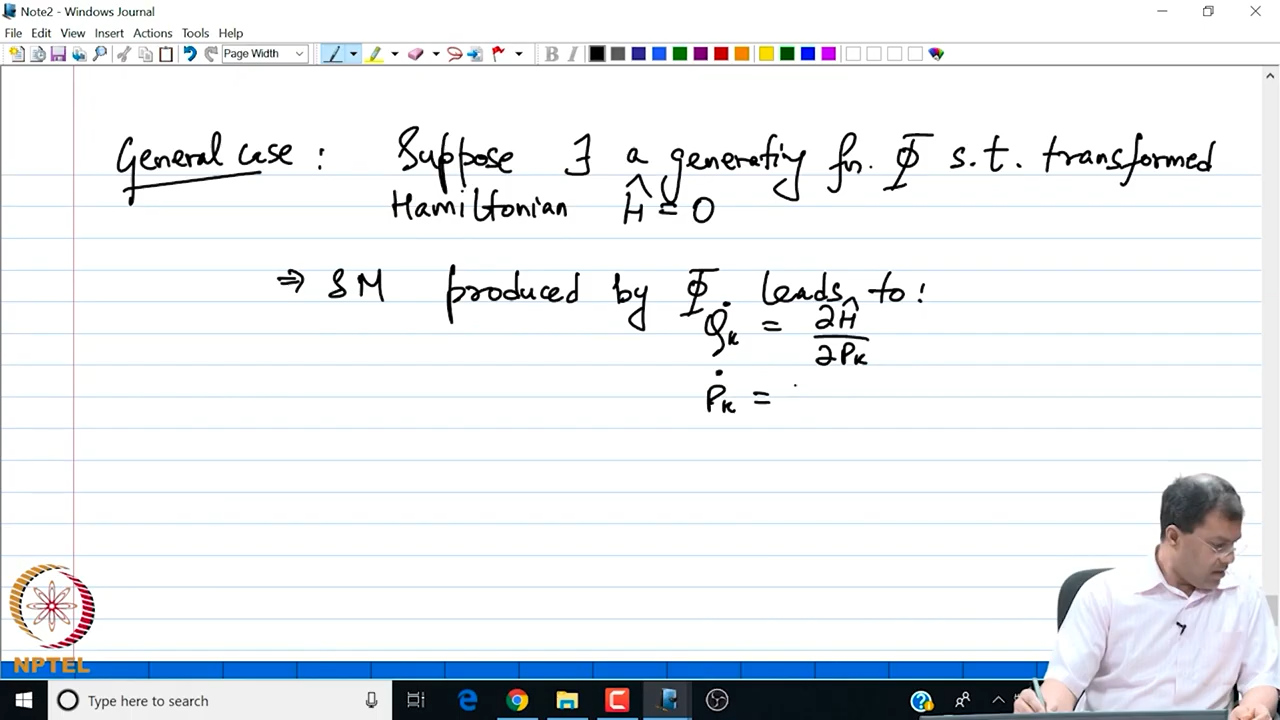 Note2 - Windows Journal
File Edit View Insert Actions Tools Help
Page Width B I
General case : Suppose ∃ a generating fn. Φ s.t. transformed
Hamiltonian Ĥ = 0
⇒ SM produced by Φ leads to :
Q̇ₖ = ∂Ĥ/∂Pₖ
Ṗₖ =
NPTEL
Type here to search